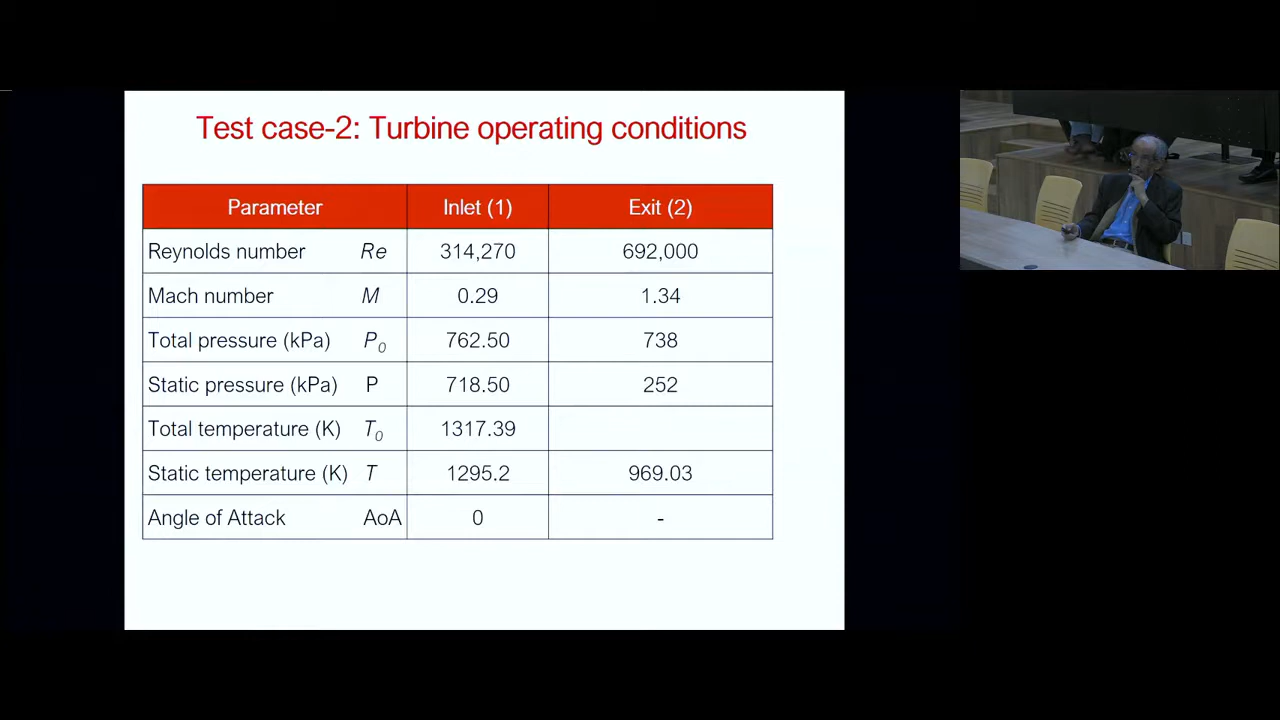 Test case-2: Turbine operating conditions
Parameter Inlet (1) Exit (2)
Reynolds number Re 314,270 692,000
Mach number M 0.29 1.34
Total pressure (kPa) P0 762.50 738
Static pressure (kPa) P 718.50 252
Total temperature (K) T0 1317.39
Static temperature (K) T 1295.2 969.03
Angle of Attack AoA 0 -